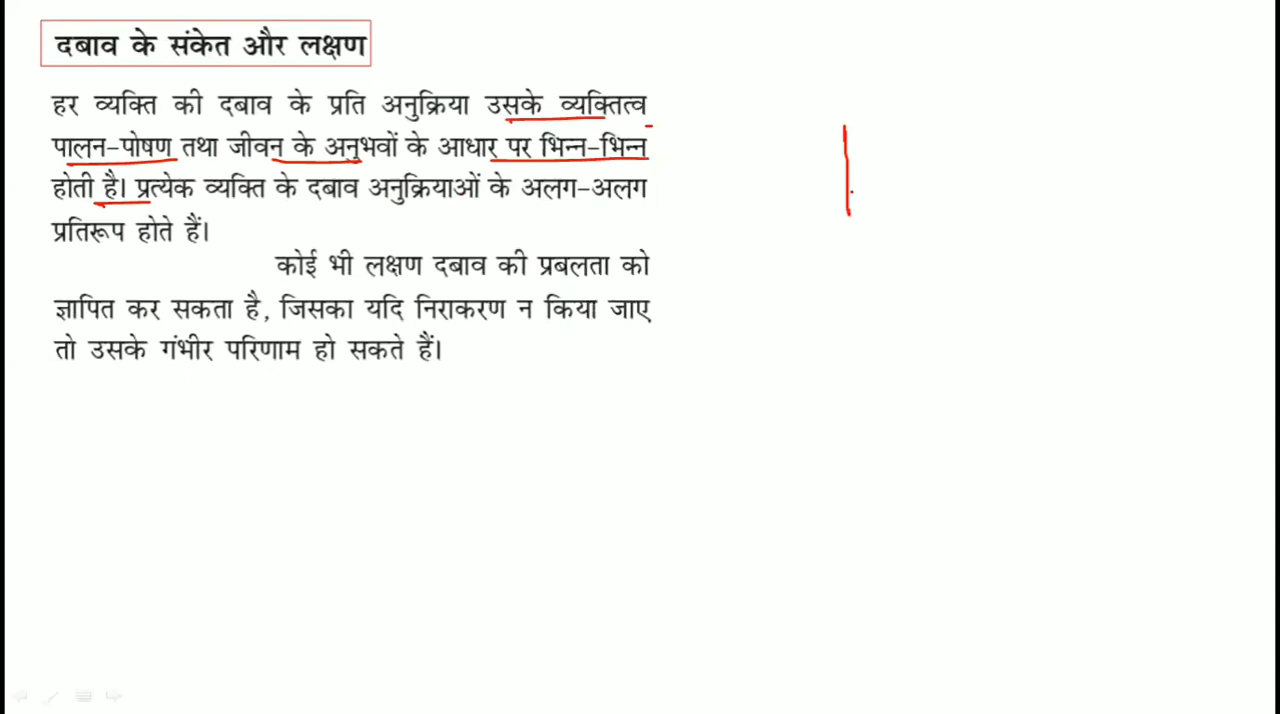 दबाव के संकेत और लक्षण
हर व्यक्ति की दबाव के प्रति अनुक्रिया उसके व्यक्तित्व
पालन-पोषण तथा जीवन के अनुभवों के आधार पर भिन्न-भिन्न
होती है। प्रत्येक व्यक्ति के दबाव अनुक्रियाओं के अलग-अलग
प्रतिरूप होते हैं।
कोई भी लक्षण दबाव की प्रबलता को
ज्ञापित कर सकता है, जिसका यदि निराकरण न किया जाए
तो उसके गंभीर परिणाम हो सकते हैं।